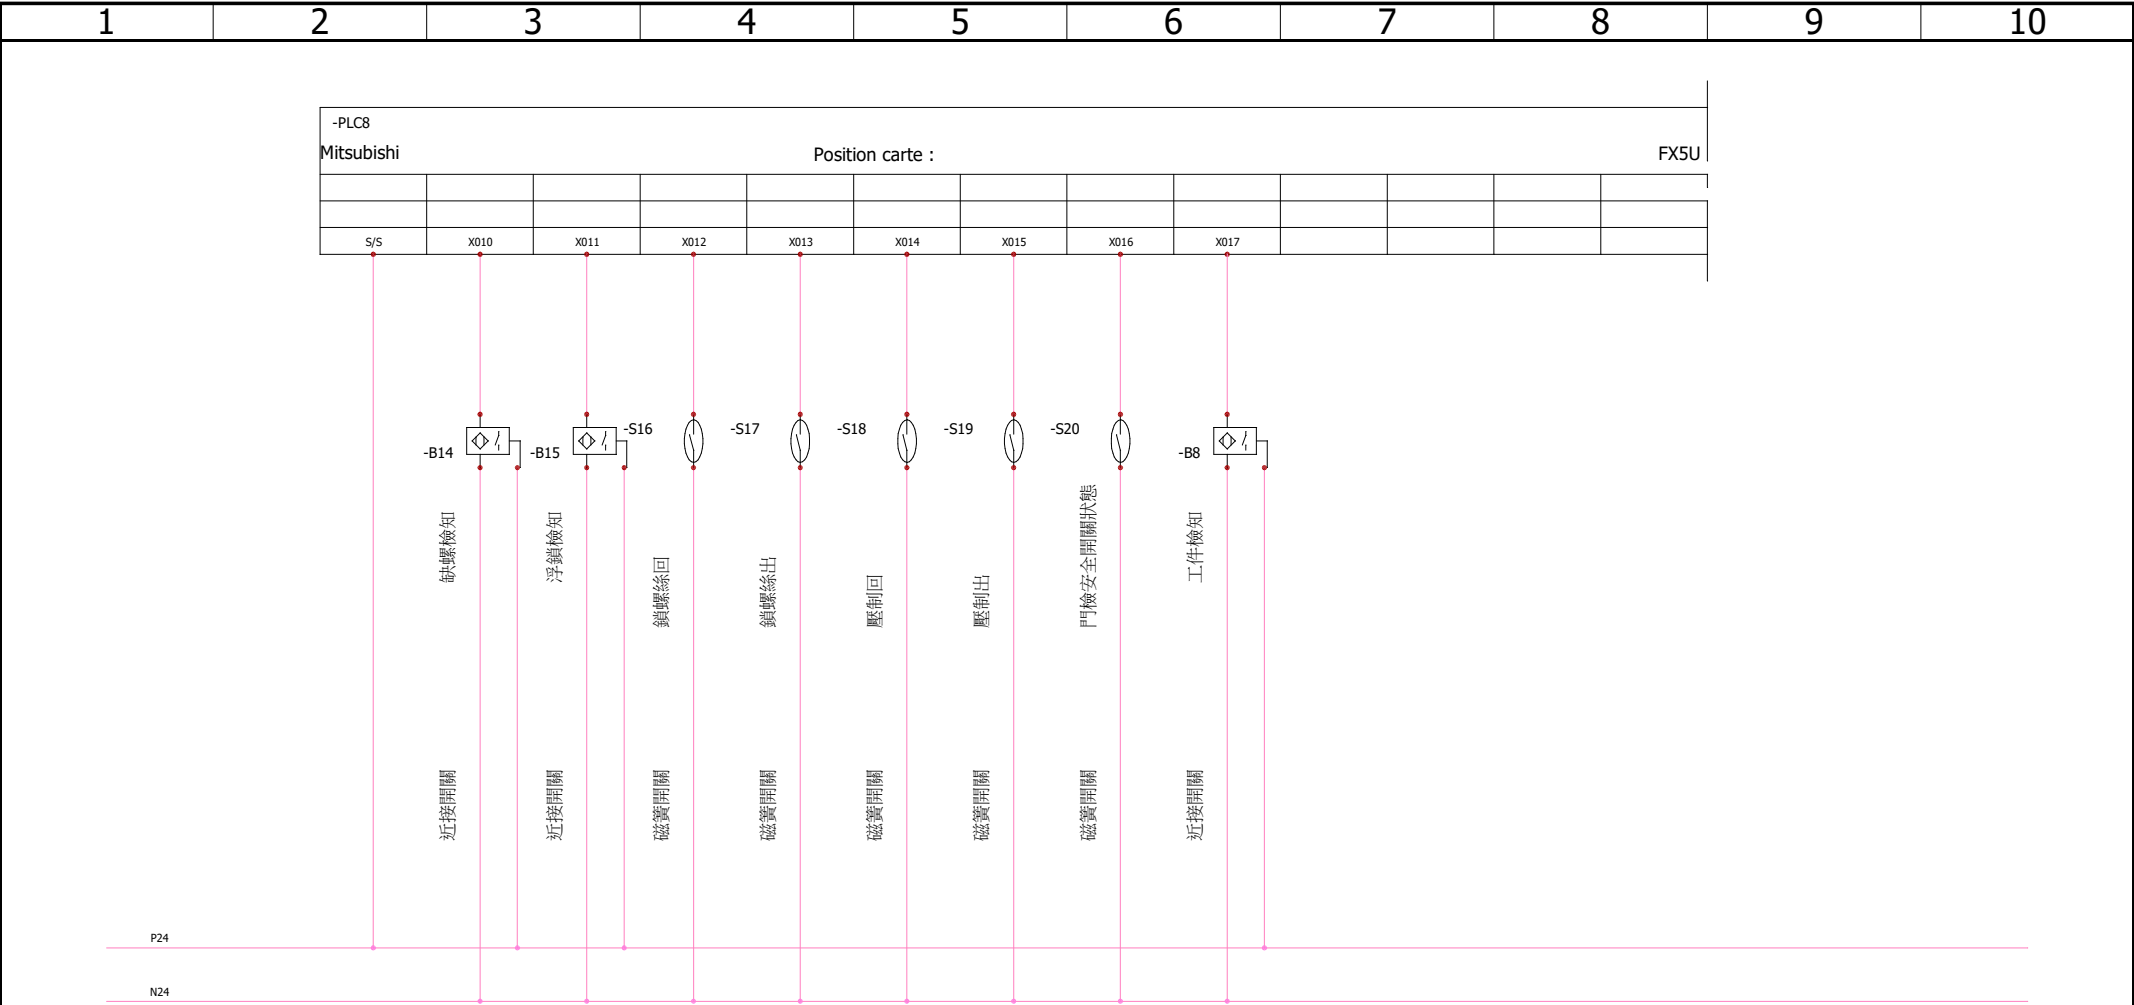 1 2 3 4 5 6 7 8 9 10
-PLC8
Mitsubishi Position carte : FX5U
S/S X010 X011 X012 X013 X014 X015 X016 X017
-S16 -S17 -S18 -S19 -S20
-B14 -B15 -B8
缺螺檢知
浮鎖檢知
鎖螺絲回
鎖螺絲出
壓制回
壓制出
門檢安全開關狀態
工件檢知
近接開關
近接開關
磁簧開關
磁簧開關
磁簧開關
磁簧開關
磁簧開關
近接開關
P24
N24